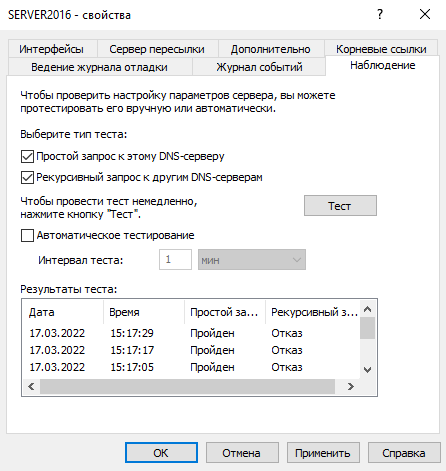 SERVER2016 - свойства
Интерфейсы Сервер пересылки Дополнительно Корневые ссылки
Ведение журнала отладки Журнал событий Наблюдение
Чтобы проверить настройку параметров сервера, вы можете
протестировать его вручную или автоматически.
Выберите тип теста:
Простой запрос к этому DNS-серверу
Рекурсивный запрос к другим DNS-серверам
Чтобы провести тест немедленно,
нажмите кнопку "Тест".
Тест
Автоматическое тестирование
Интервал теста: 1 мин
Результаты теста:
Дата Время Простой за... Рекурсивный з...
17.03.2022 15:17:29 Пройден Отказ
17.03.2022 15:17:17 Пройден Отказ
17.03.2022 15:17:05 Пройден Отказ
ОК Отмена Применить Справка